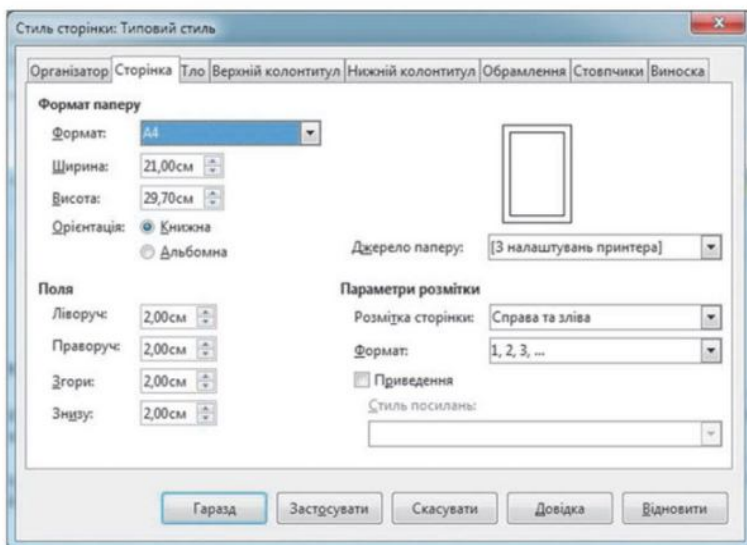 Стиль сторінки: Типовий стиль
Організатор Сторінка Тло Верхній колонтитул Нижній колонтитул Обрамлення Стовпчики Виноска
Формат паперу
Формат: A4
Ширина: 21,00см
Висота: 29,70см
Орієнтація: Книжна
Альбомна
Джерело паперу: [З налаштувань принтера]
Поля
Ліворуч: 2,00см
Праворуч: 2,00см
Згори: 2,00см
Знизу: 2,00см
Параметри розмітки
Розмітка сторінки: Справа та зліва
Формат: 1, 2, 3, ...
Приведення
Стиль посилань:
Гаразд Застосувати Скасувати Довідка Відновити